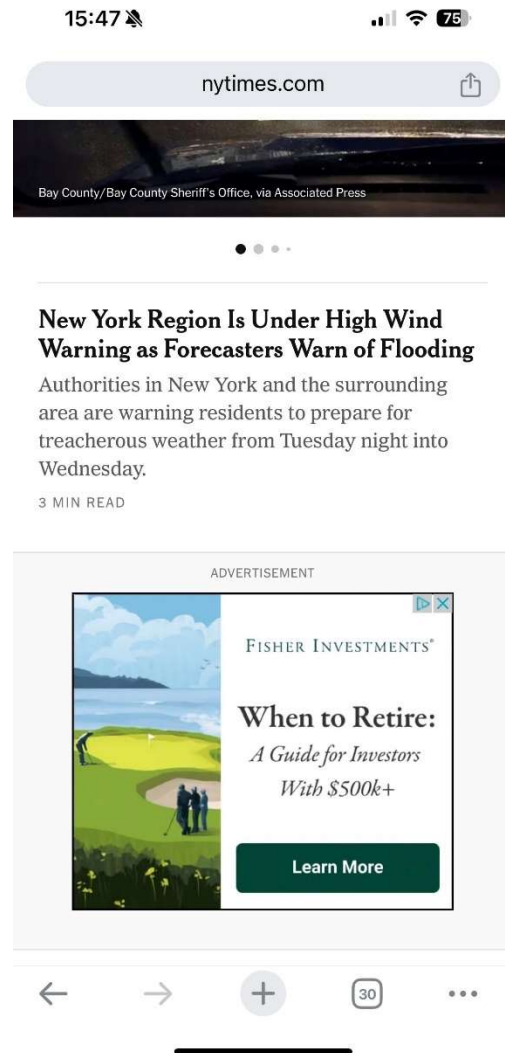 15:47
75
nytimes.com
Bay County/Bay County Sheriff's Office, via Associated Press
New York Region Is Under High Wind
Warning as Forecasters Warn of Flooding
Authorities in New York and the surrounding
area are warning residents to prepare for
treacherous weather from Tuesday night into
Wednesday.
3 MIN READ
ADVERTISEMENT
FISHER INVESTMENTS®
When to Retire:
A Guide for Investors
With $500k+
Learn More
30